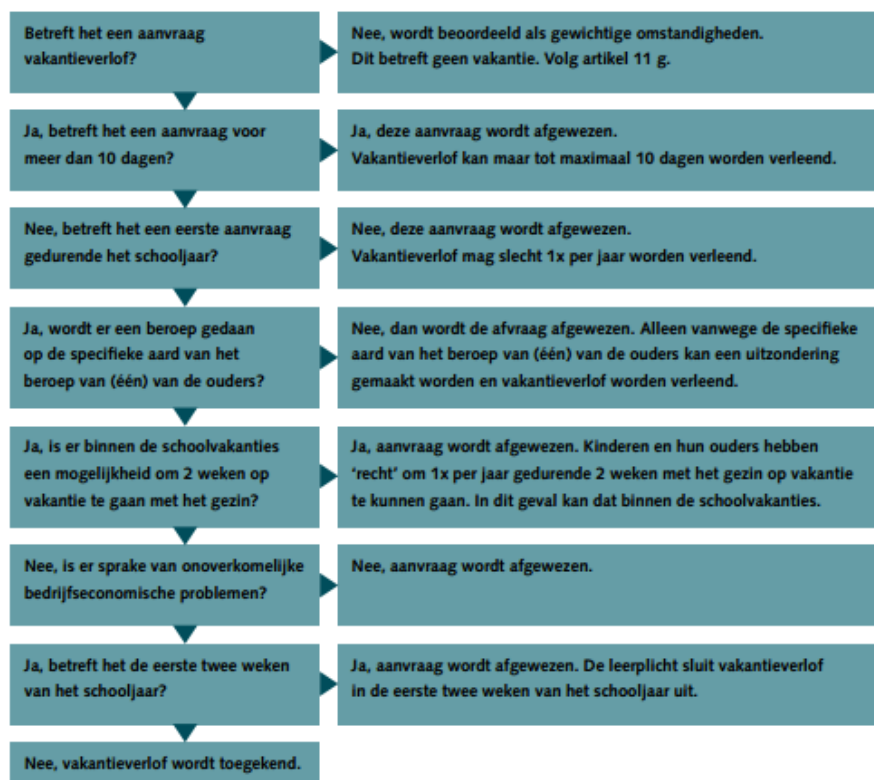 Betreft het een aanvraag
vakantieverlof?
Nee, wordt beoordeeld als gewichtige omstandigheden.
Dit betreft geen vakantie. Volg artikel 11 g.
Ja, betreft het een aanvraag voor
meer dan 10 dagen?
Ja, deze aanvraag wordt afgewezen.
Vakantieverlof kan maar tot maximaal 10 dagen worden verleend.
Nee, betreft het een eerste aanvraag
gedurende het schooljaar?
Nee, deze aanvraag wordt afgewezen.
Vakantieverlof mag slecht 1x per jaar worden verleend.
Ja, wordt er een beroep gedaan
op de specifieke aard van het
beroep van (één) van de ouders?
Nee, dan wordt de afvraag afgewezen. Alleen vanwege de specifieke
aard van het beroep van (één) van de ouders kan een uitzondering
gemaakt worden en vakantieverlof worden verleend.
Ja, is er binnen de schoolvakanties
een mogelijkheid om 2 weken op
vakantie te gaan met het gezin?
Ja, aanvraag wordt afgewezen. Kinderen en hun ouders hebben
‘recht’ om 1x per jaar gedurende 2 weken met het gezin op vakantie
te kunnen gaan. In dit geval kan dat binnen de schoolvakanties.
Nee, is er sprake van onoverkomelijke
bedrijfseconomische problemen?
Nee, aanvraag wordt afgewezen.
Ja, betreft het de eerste twee weken
van het schooljaar?
Ja, aanvraag wordt afgewezen. De leerplicht sluit vakantieverlof
in de eerste twee weken van het schooljaar uit.
Nee, vakantieverlof wordt toegekend.